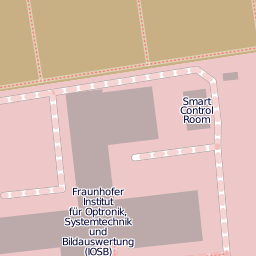 Smart
Control
Room
Fraunhofer
Institut
für Optronik,
Systemtechnik
und
Bildauswertung
(IOSB)